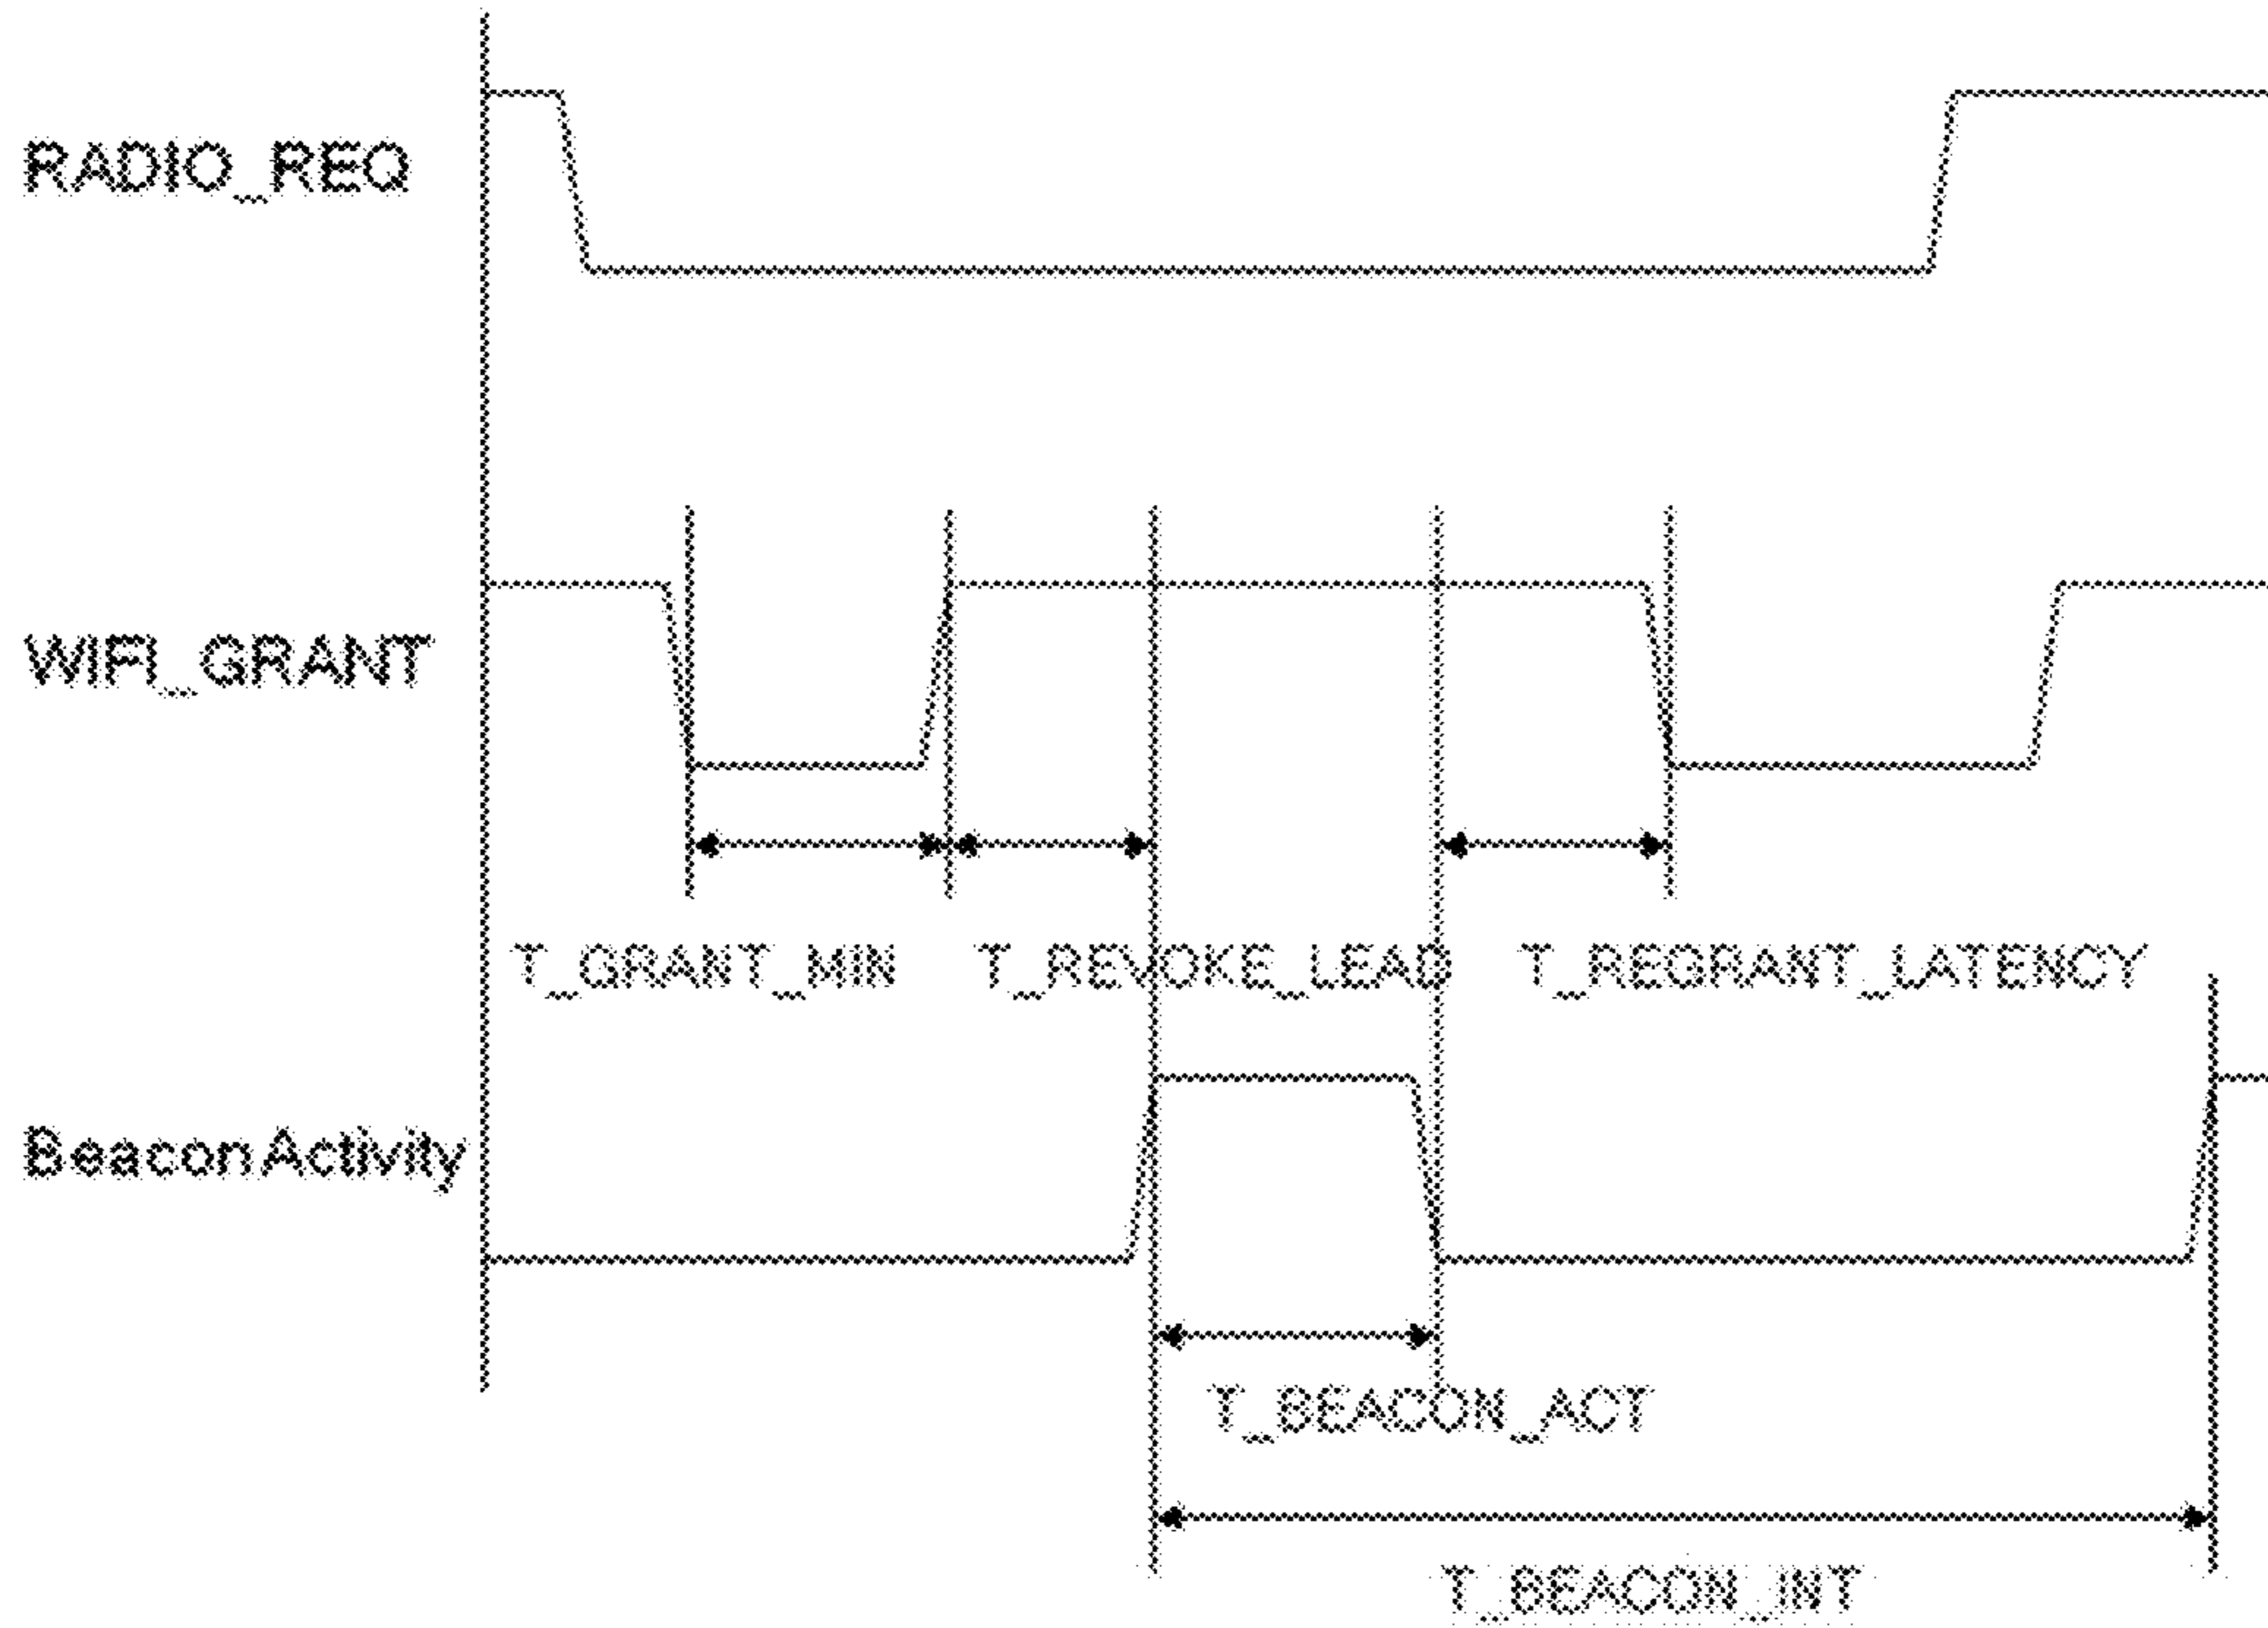 RADIO_REQ
WIFI_GRANT
T_GRANT_MIN
T_REVOKE_LEAD
T_REGRANT_LATENCY
Beacon Activity
T_BEACON_ACT
T_BEACON_INT